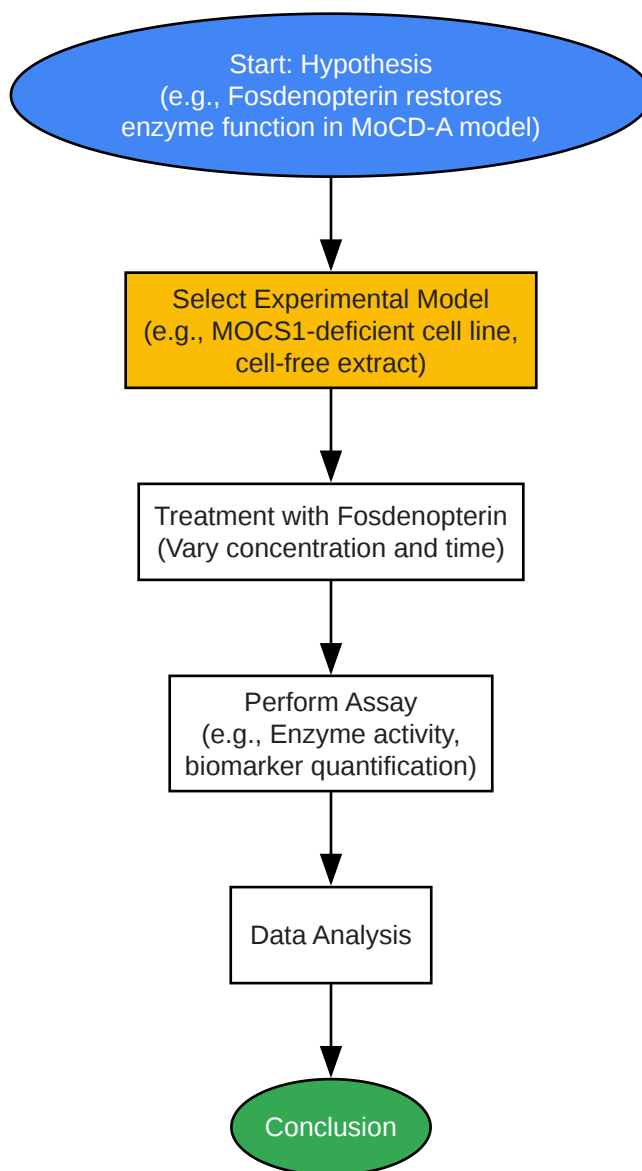 Start: Hypothesis
(e.g., Fosdenopterin restores
enzyme function in MoCD-A model)
Select Experimental Model
(e.g., MOCS1-deficient cell line,
cell-free extract)
Treatment with Fosdenopterin
(Vary concentration and time)
Perform Assay
(e.g., Enzyme activity,
biomarker quantification)
Data Analysis
Conclusion